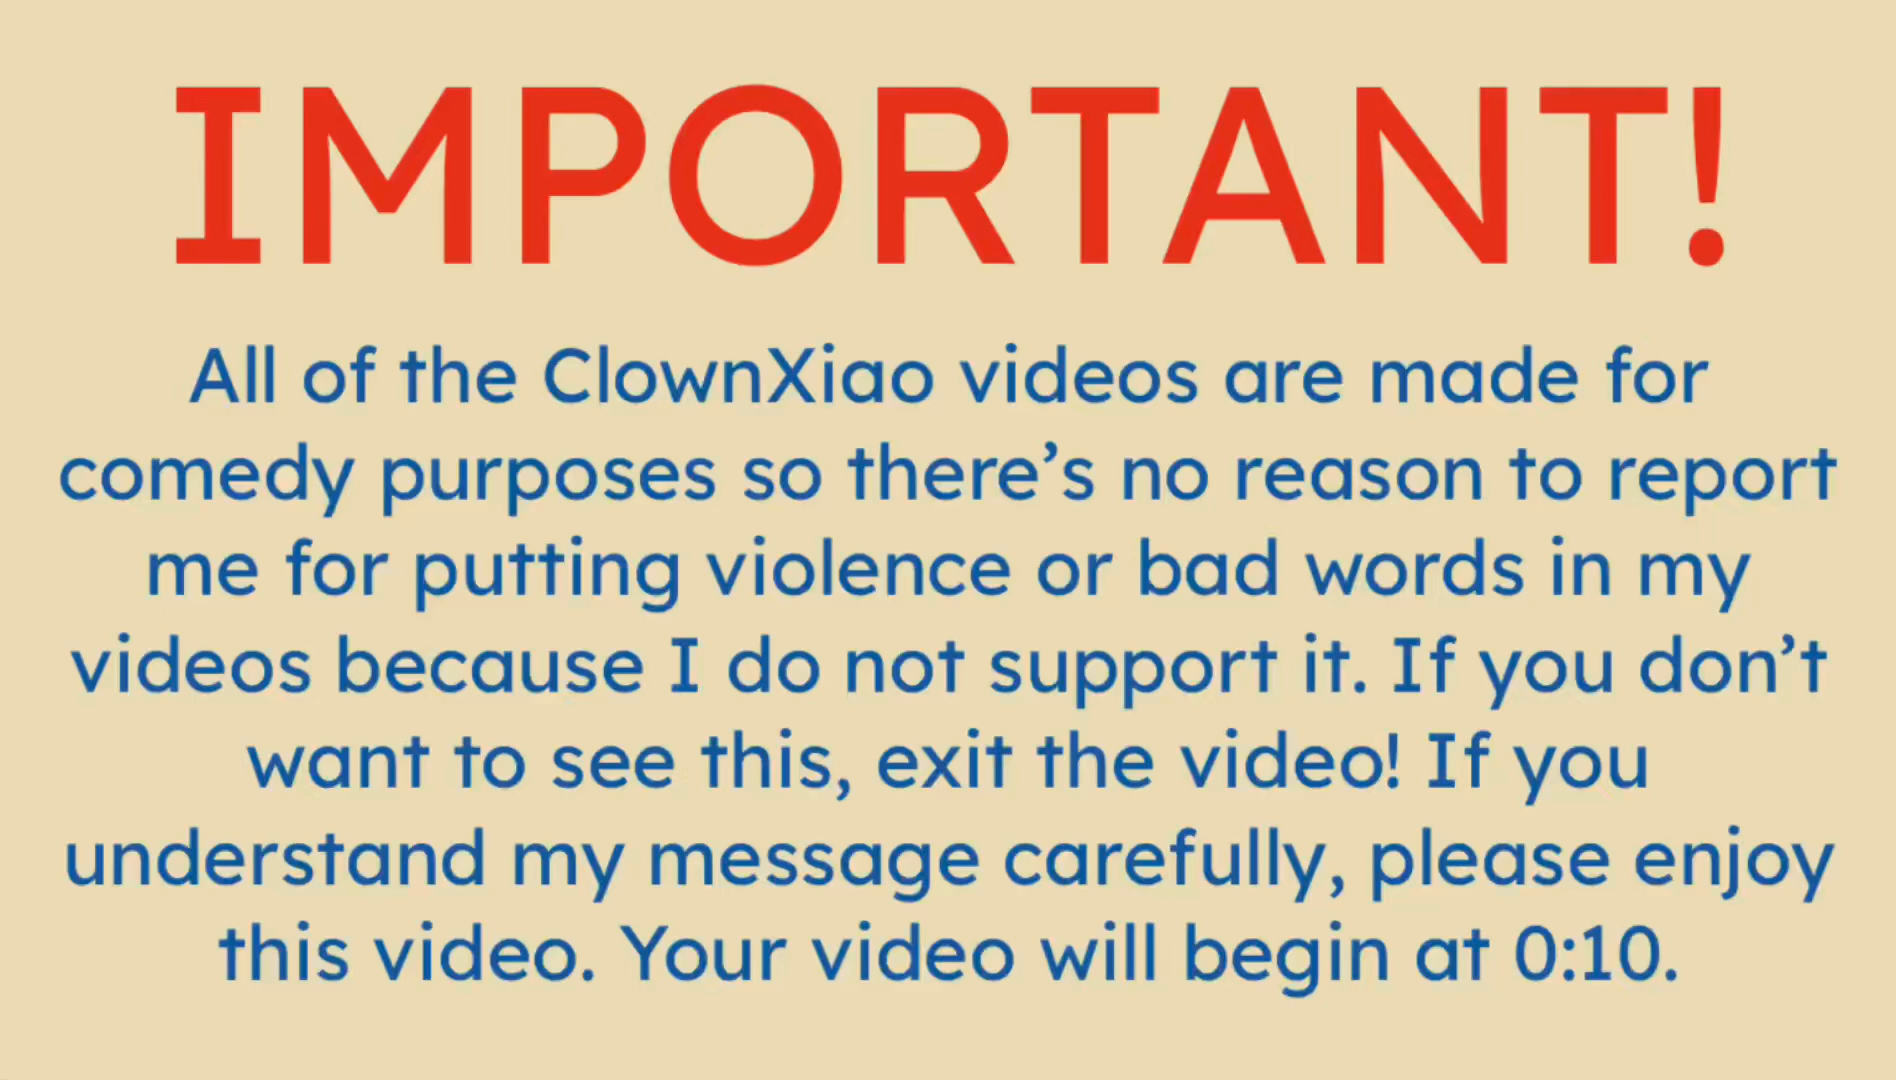 IMPORTANT!
All of the ClownXiao videos are made for
comedy purposes so there’s no reason to report
me for putting violence or bad words in my
videos because I do not support it. If you don’t
want to see this, exit the video! If you
understand my message carefully, please enjoy
this video. Your video will begin at 0:10.